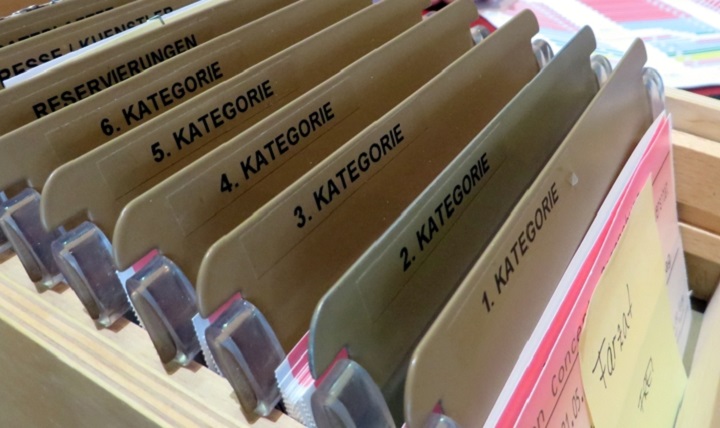 PRESSE / KUENSTLER
RESERVIERUNGEN
6. KATEGORIE
5. KATEGORIE
4. KATEGORIE
3. KATEGORIE
2. KATEGORIE
1. KATEGORIE